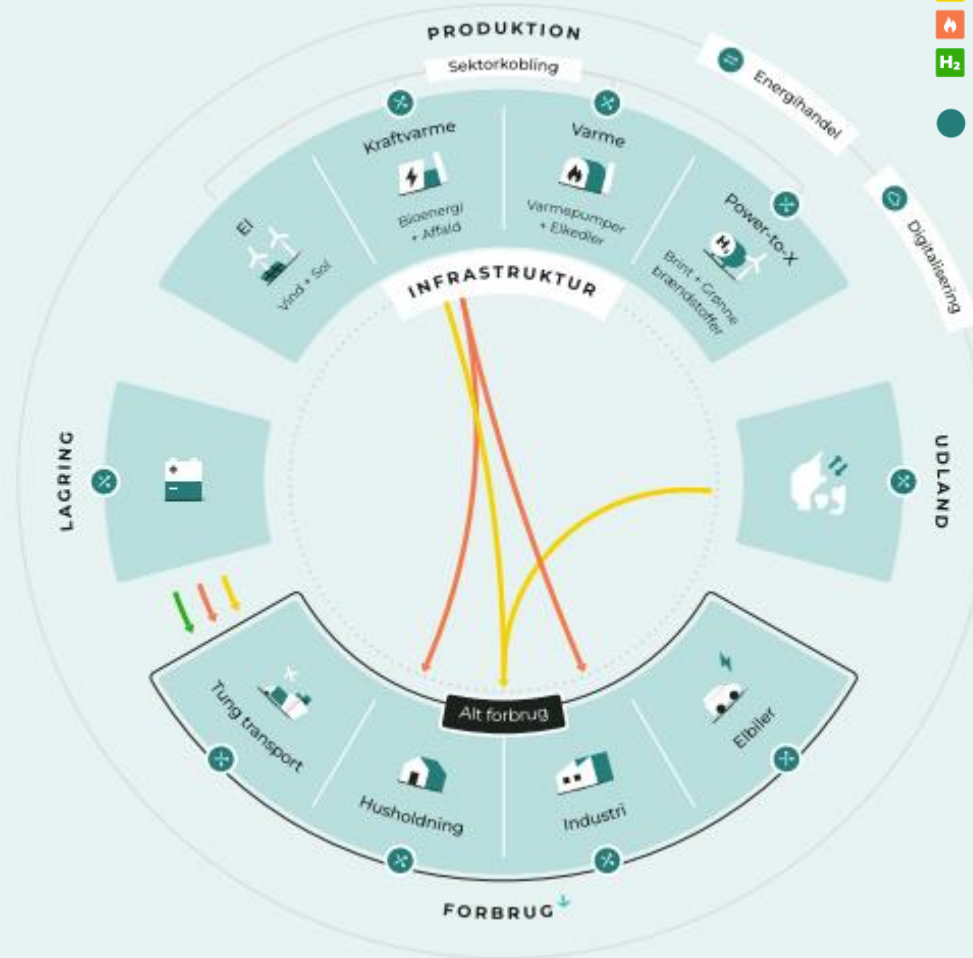 PRODUKTION
Sektorkobling
Energihandel
Digitalisering
H₂
El
Vind + Sol
Kraftvarme
Bioenergi
+ Affald
Varme
Varmepumper
+ Elkedler
Power-to-X
H₂
Brint + Grønne
brændstoffer
INFRASTRUKTUR
LAGRING
UDLAND
Alt forbrug
Tung transport
Husholdning
Industri
Elbiler
FORBRUG